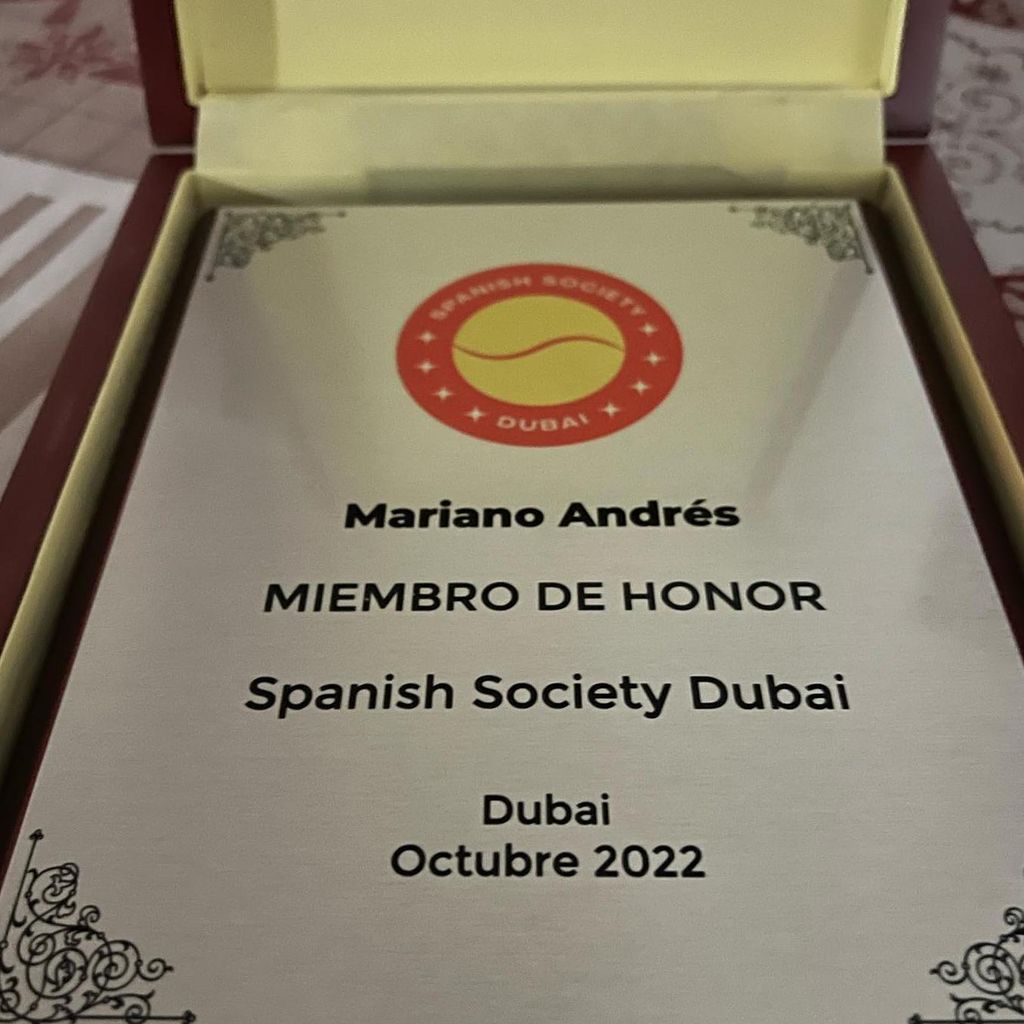 SPANISH SOCIETY
DUBAI
Mariano Andrés
MIEMBRO DE HONOR
Spanish Society Dubai
Dubai
Octubre 2022